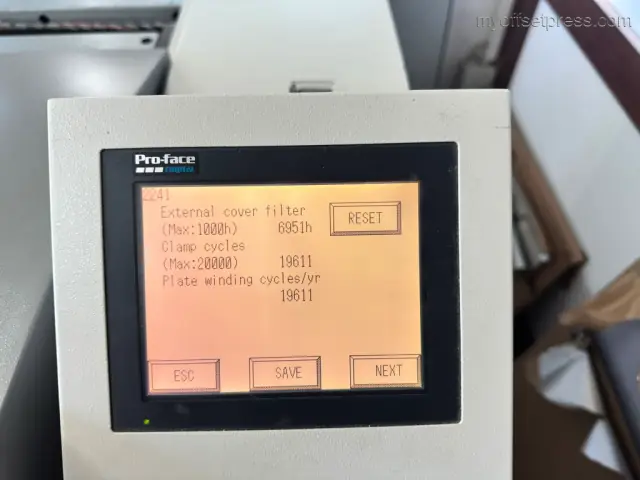 myoffsetpress.com
Pro-face
Digital
2241
External cover filter
(Max:1000h) 6951h
RESET
Clamp cycles
(Max:20000) 19611
Plate winding cycles/yr
19611
ESC SAVE NEXT